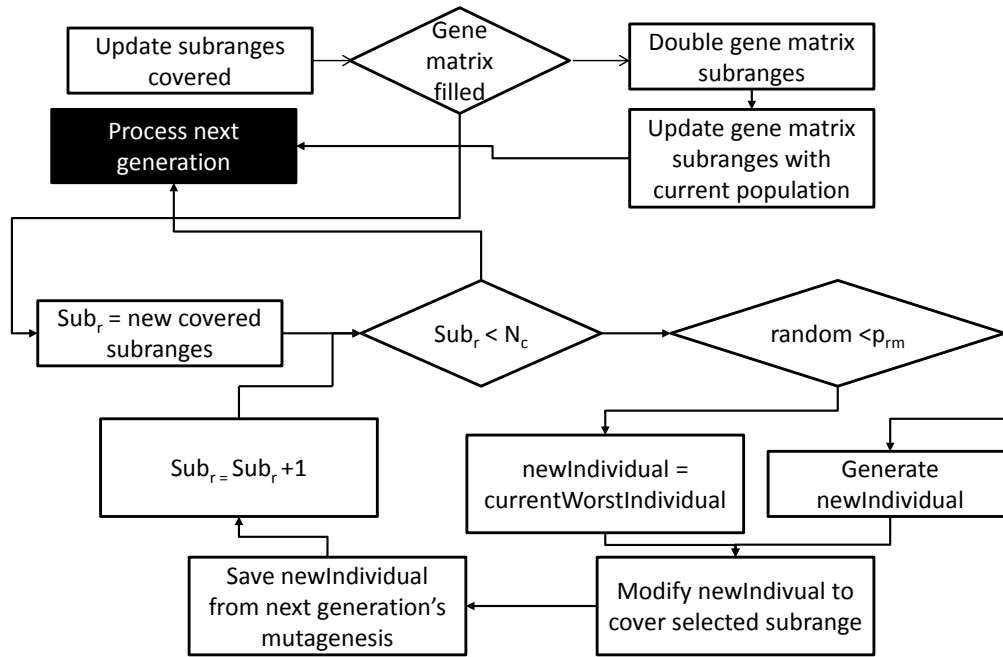 Update subranges
covered
Gene
matrix
filled
Double gene matrix
subranges
Process next
generation
Update gene matrix
subranges with
current population
Sub_r = new covered
subranges
Sub_r < N_c
random <p_rm
Sub_r = Sub_r +1
newIndividual =
currentWorstIndividual
Generate
newIndividual
Save newIndividual
from next generation’s
mutagenesis
Modify newIndivual to
cover selected subrange